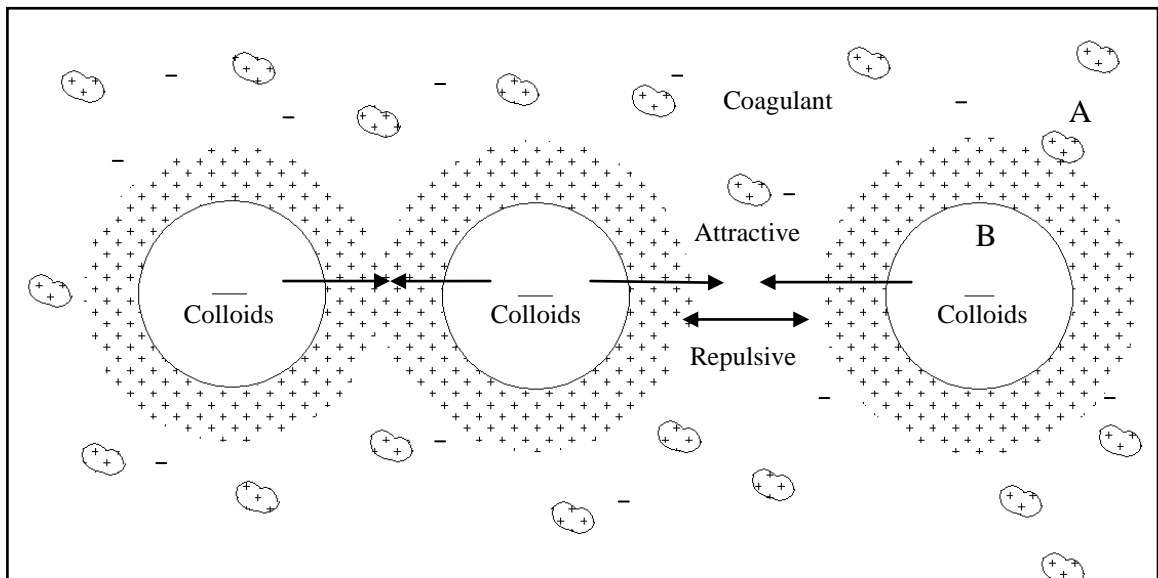 Coagulant
A
Attractive
B
Colloids
Colloids
Colloids
Repulsive